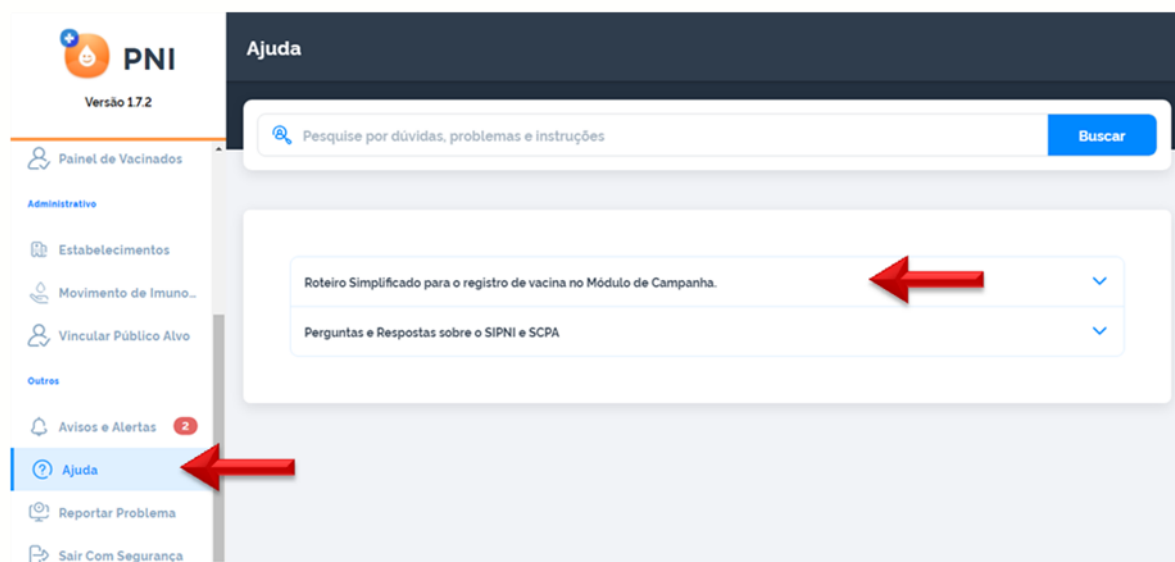 PNI
Versão 1.7.2
Painel de Vacinados
Administrativo
Estabelecimentos
Movimento de Imuno...
Vincular Público Alvo
Outros
Avisos e Alertas 2
Ajuda
Reportar Problema
Sair Com Segurança
Ajuda
Pesquise por dúvidas, problemas e instruções
Buscar
Roteiro Simplificado para o registro de vacina no Módulo de Campanha.
Perguntas e Respostas sobre o SIPNI e SCPA